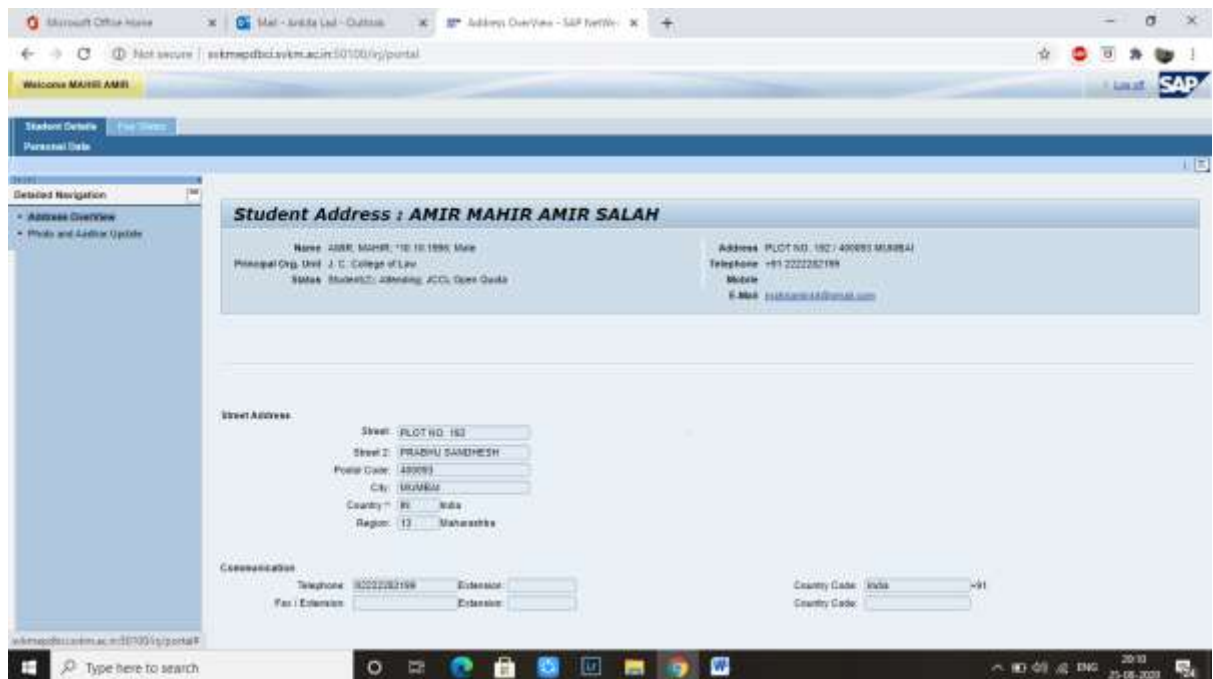 Microsoft Office Home
Mail - Ankita Lad - Outlook
Address OverView - SAP NetWe
Not secure | svkmepdbci.svkm.ac.in:50100/irj/portal
Welcome MAHIR AMIR
Log off
SAP
Student Details
Personal Data
Detailed Navigation
Address OverView
Photo and Aadhar Update
Student Address : AMIR MAHIR AMIR SALAH
Name AMIR, MAHIR, *10.10.1996, Male
Address PLOT NO. 192 / 400093 MUMBAI
Principal Org. Unit J. C. College of Law
Telephone +91 2222282199
Status Student(2); Attending; JCCL Open Quota
Mobile
E-Mail
Street Address
Street: PLOT NO. 192
Street 2: PRABHU SANDHESH
Postal Code: 400093
City: MUMBAI
Country * IN India
Region: 13 Maharashtra
Communication
Telephone: 02222282199 Extension: Country Code: India +91
Fax / Extension: Extension: Country Code:
Type here to search
ENG
20:10
25-08-2020